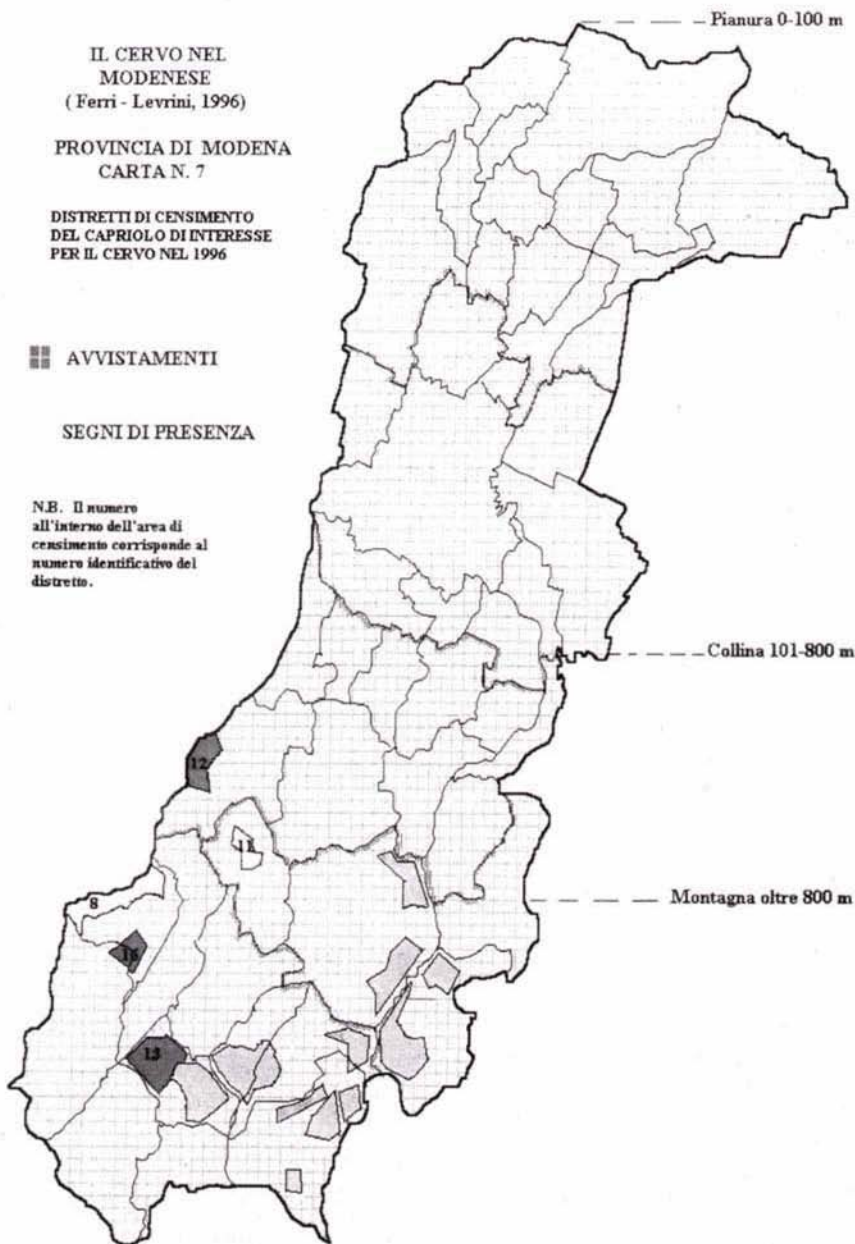 Pianura 0-100 m
IL CERVO NEL
MODENESE
( Ferri - Levrini, 1996)
PROVINCIA DI MODENA
CARTA N. 7
DISTRETTI DI CENSIMENTO
DEL CAPRIOLO DI INTERESSE
PER IL CERVO NEL 1996
AVVISTAMENTI
SEGNI DI PRESENZA
N.B. Il numero
all'interno dell'area di
censimento corrisponde al
numero identificativo del
distretto.
Collina 101-800 m
12
11
8
Montagna oltre 800 m
16
13